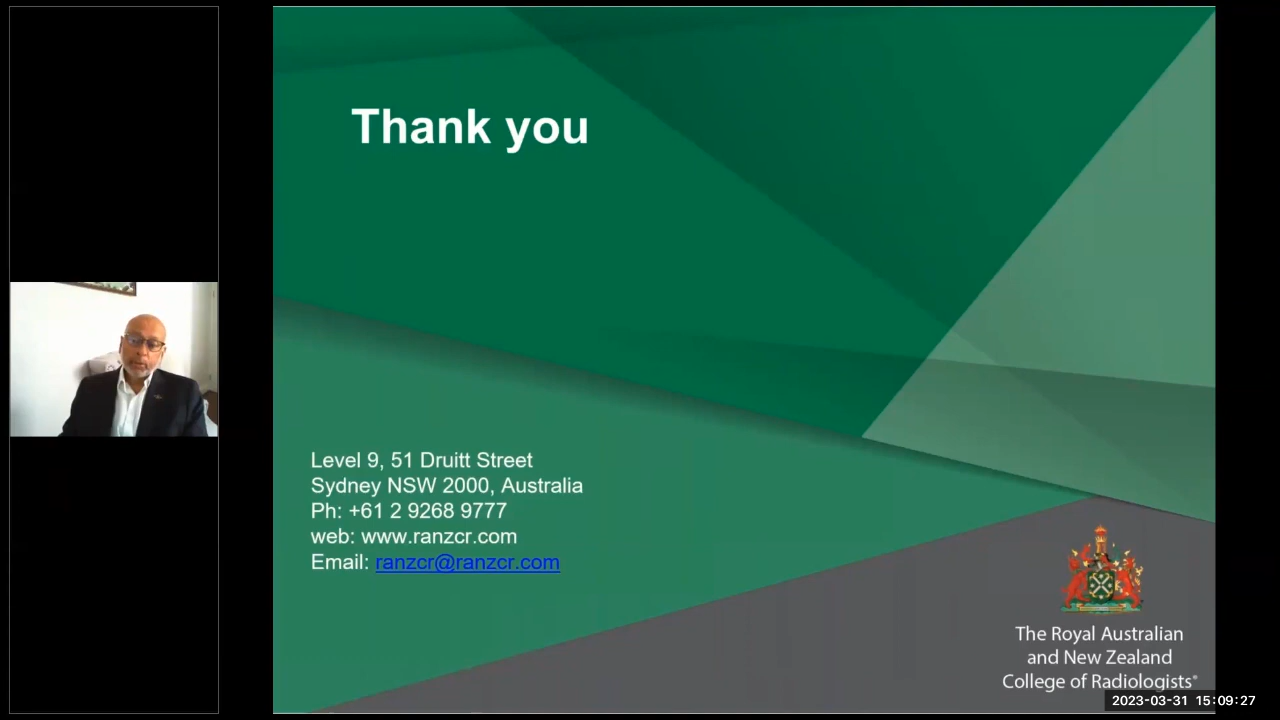 Thank you
Level 9, 51 Druitt Street
Sydney NSW 2000, Australia
Ph: +61 2 9268 9777
web: www.ranzcr.com
Email: ranzcr@ranzcr.com
The Royal Australian
and New Zealand
College of Radiologists®
2023-03-31 15:09:27